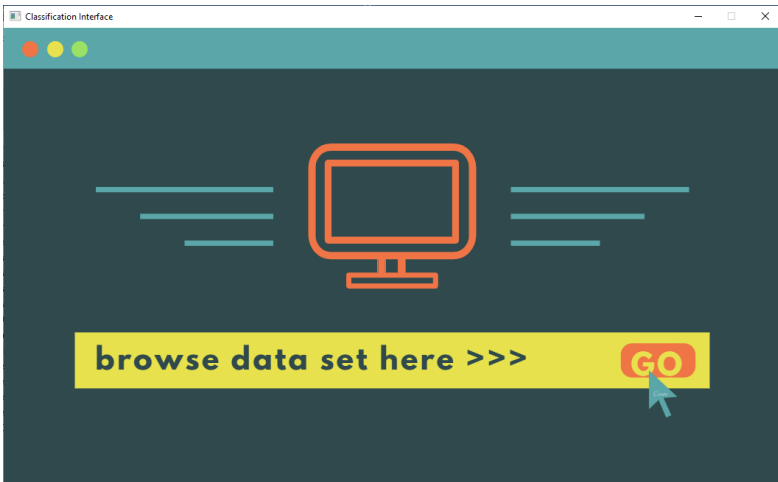 Classification Interface
browse data set here >>>
GO